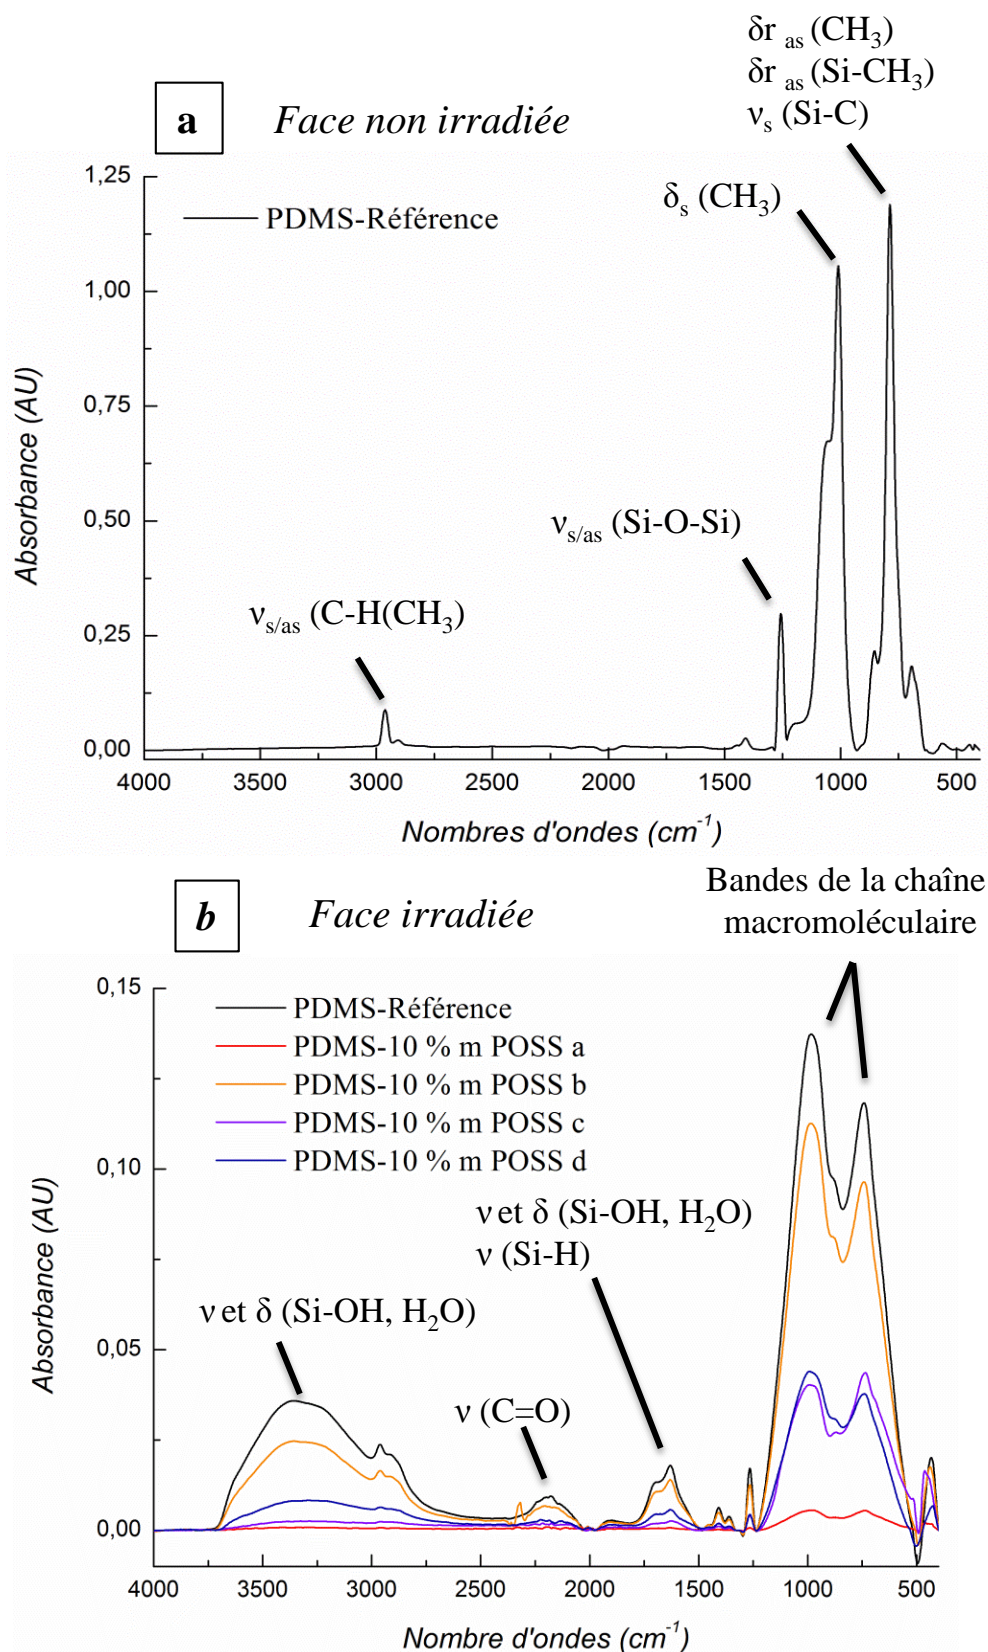 δr as (CH3)
δr as (Si-CH3)
νs (Si-C)
a
Face non irradiée
δs (CH3)
PDMS-Référence
νs/as (Si-O-Si)
νs/as (C-H(CH3)
1,25
1,00
0,75
0,50
0,25
0,00
Absorbance (AU)
4000 3500 3000 2500 2000 1500 1000 500
Nombres d'ondes (cm-1)
Bandes de la chaîne
macromoléculaire
b
Face irradiée
PDMS-Référence
PDMS-10 % m POSS a
PDMS-10 % m POSS b
PDMS-10 % m POSS c
PDMS-10 % m POSS d
ν et δ (Si-OH, H2O)
ν (Si-H)
ν et δ (Si-OH, H2O)
ν (C=O)
0,15
0,10
0,05
0,00
Absorbance (AU)
4000 3500 3000 2500 2000 1500 1000 500
Nombre d'ondes (cm-1)